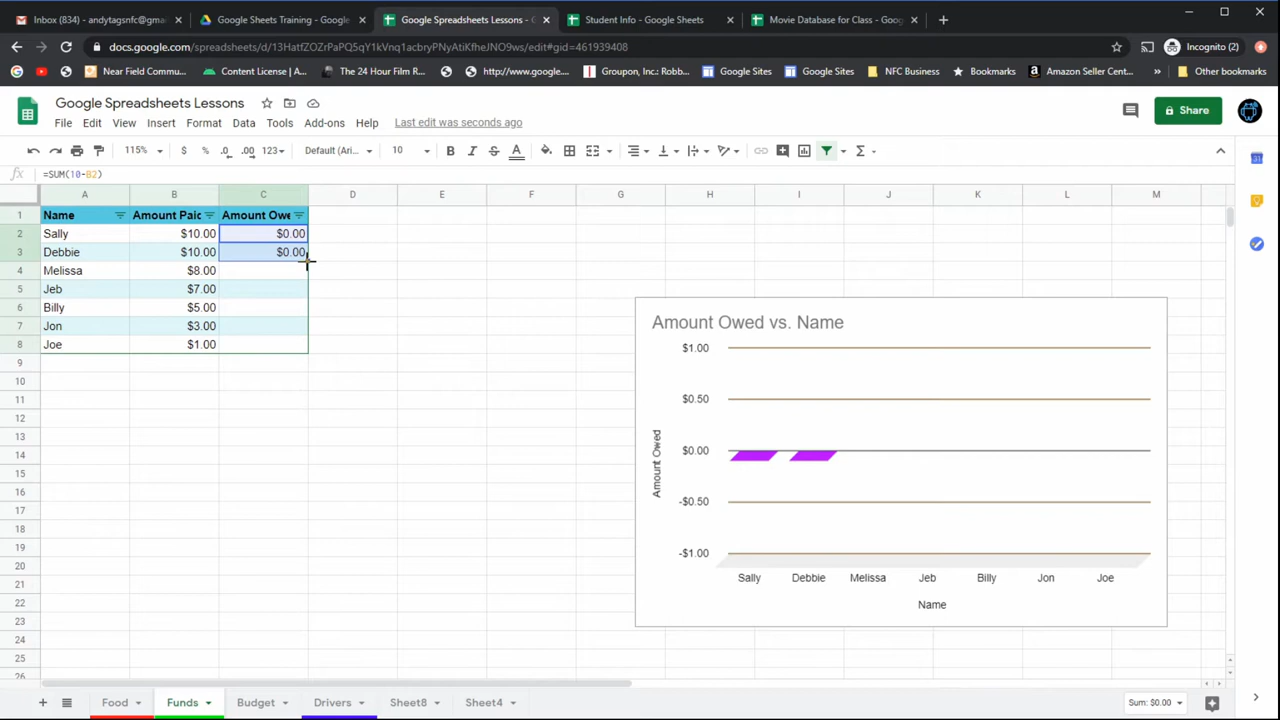 Inbox (834) - andytagsnfc@gmai
Google Sheets Training - Google
Google Spreadsheets Lessons -
Student Info - Google Sheets
Movie Database for Class - Goog
docs.google.com/spreadsheets/d/13HatfZOZrPaPQ5qY1kVnq1acbryPNyAtiKfheJNO9ws/edit#gid=461939408
Incognito (2)
Near Field Commu...
Content License | A...
The 24 Hour Film R...
http://www.google....
Groupon, Inc.: Robb...
Google Sites
Google Sites
NFC Business
Bookmarks
Amazon Seller Cent...
»
Other bookmarks
Google Spreadsheets Lessons
File Edit View Insert Format Data Tools Add-ons Help Last edit was seconds ago
Share
115% $ % .0 .00 123 Default (Ari... 10 B I S A Σ
fx =SUM(10-B2)
A B C D E F G H I J K L M
1 Name Amount Paid Amount Owe
2 Sally $10.00 $0.00
3 Debbie $10.00 $0.00
4 Melissa $8.00
5 Jeb $7.00
6 Billy $5.00
7 Jon $3.00
8 Joe $1.00
9
10
11
12
13
14
15
16
17
18
19
20
21
22
23
24
25
26
Amount Owed vs. Name
$1.00
$0.50
$0.00
-$0.50
-$1.00
Amount Owed
Sally Debbie Melissa Jeb Billy Jon Joe
Name
Food Funds Budget Drivers Sheet8 Sheet4
Sum: $0.00